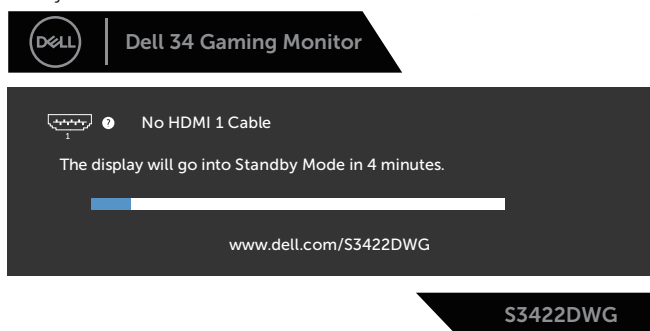 DELL
Dell 34 Gaming Monitor
? No HDMI 1 Cable
1
The display will go into Standby Mode in 4 minutes.
www.dell.com/S3422DWG
S3422DWG